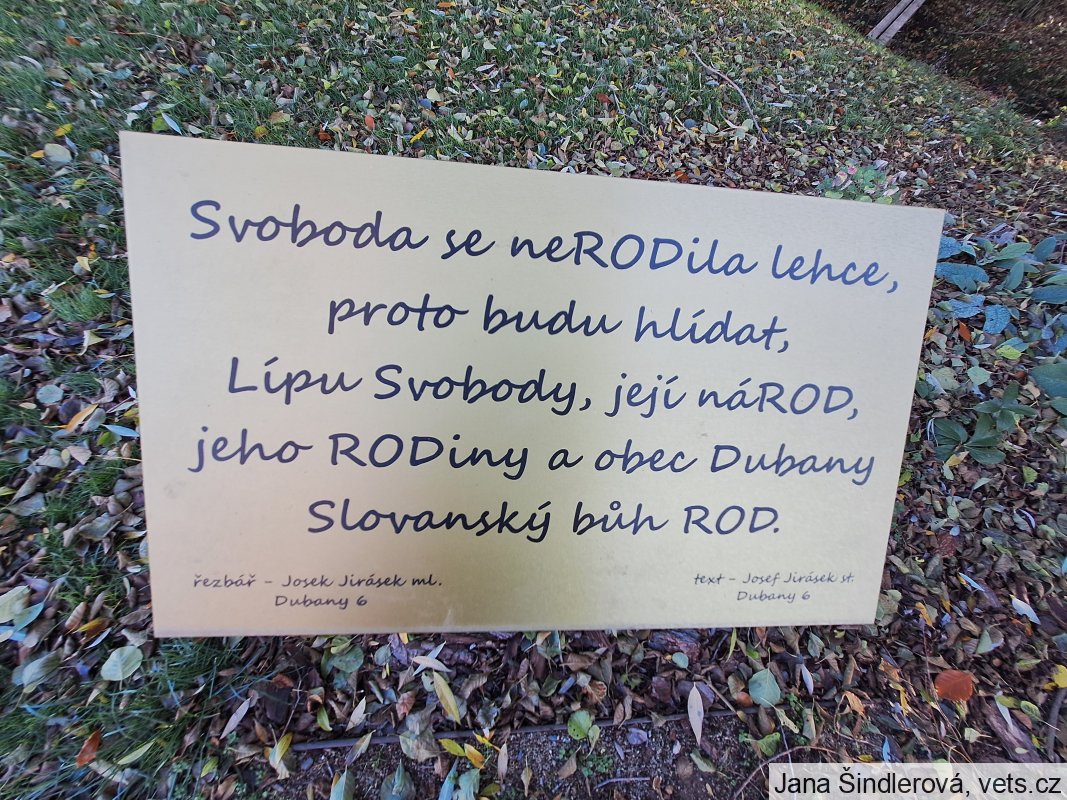 Svoboda se neRODila lehce,
proto budu hlídat,
Lípu Svobody, její náROD,
jeho RODiny a obec Dubany
Slovanský bůh ROD.
řezbář - Josek Jirásek ml.
Dubany 6
text - Josef Jirásek st.
Dubany 6
Jana Šindlerová, vets.cz